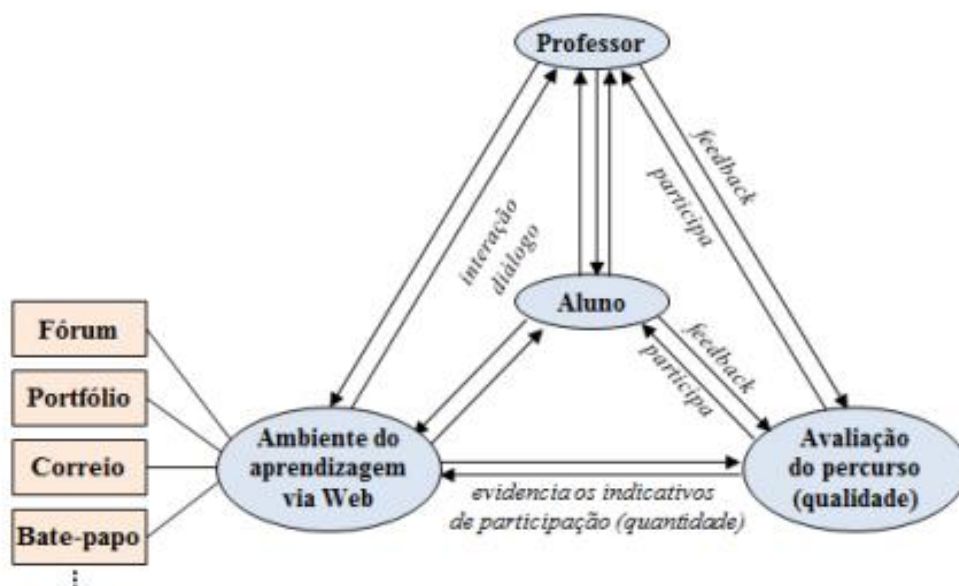 Professor
feedback
participa
interação
diálogo
Aluno
feedback
participa
Fórum
Portfólio
Correio
Bate-papo
Ambiente do
aprendizagem
via Web
evidencia os indicativos
de participação (quantidade)
Avaliação
do percurso
(qualidade)